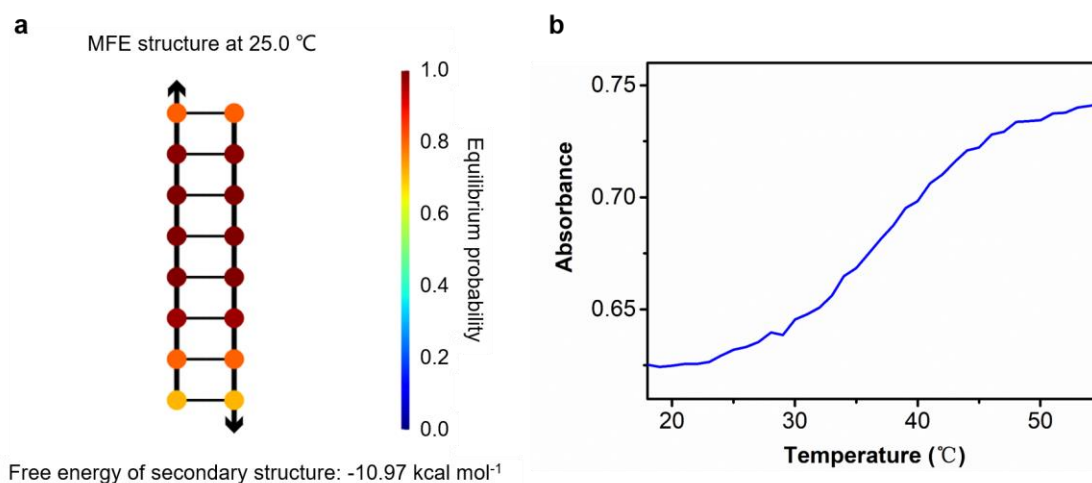 a
MFE structure at 25.0 ℃
1.0
0.8
0.6
0.4
0.2
0.0
Equilibrium probability
Free energy of secondary structure: -10.97 kcal mol⁻¹
b
Absorbance
0.75
0.70
0.65
20 30 40 50
Temperature (℃)